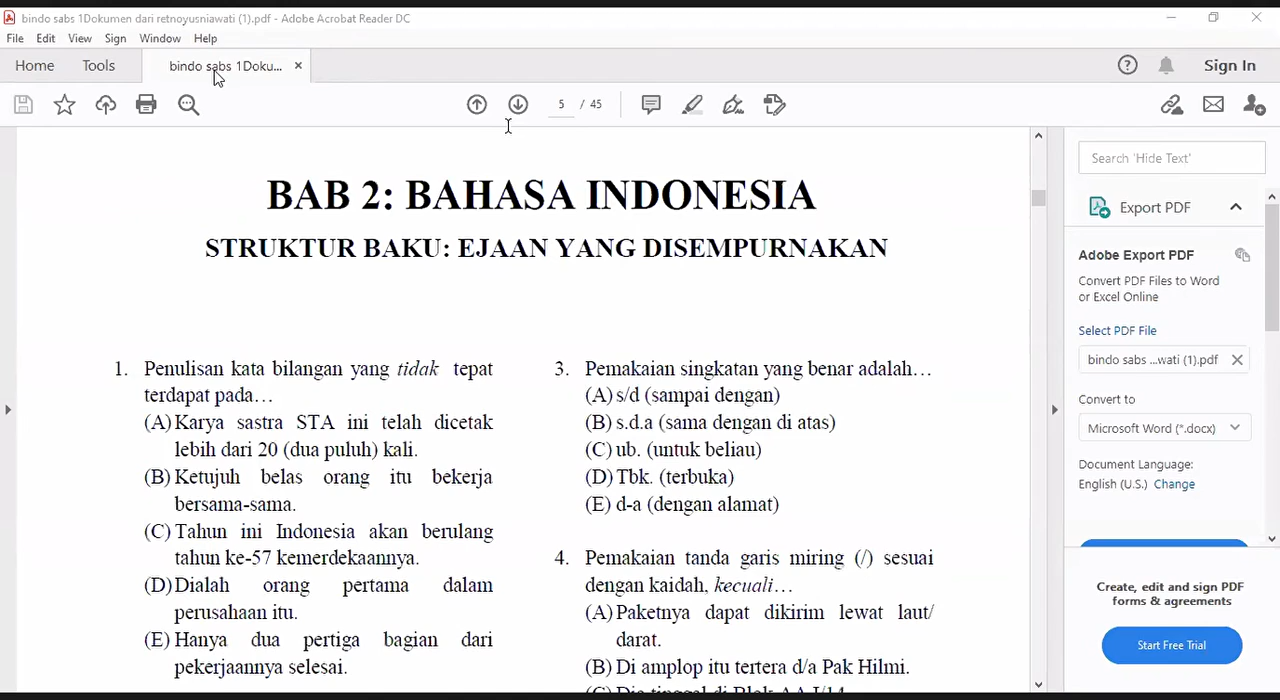 bindo sabs 1Dokumen dari retnoyusniawati (1).pdf - Adobe Acrobat Reader DC
File Edit View Sign Window Help
Home Tools bindo sabs 1Doku... × Sign In
5 / 45
BAB 2: BAHASA INDONESIA
STRUKTUR BAKU: EJAAN YANG DISEMPURNAKAN
1. Penulisan kata bilangan yang tidak tepat
terdapat pada…
(A) Karya sastra STA ini telah dicetak
lebih dari 20 (dua puluh) kali.
(B) Ketujuh belas orang itu bekerja
bersama-sama.
(C) Tahun ini Indonesia akan berulang
tahun ke-57 kemerdekaannya.
(D) Dialah orang pertama dalam
perusahaan itu.
(E) Hanya dua pertiga bagian dari
pekerjaannya selesai.
3. Pemakaian singkatan yang benar adalah…
(A) s/d (sampai dengan)
(B) s.d.a (sama dengan di atas)
(C) ub. (untuk beliau)
(D) Tbk. (terbuka)
(E) d-a (dengan alamat)
4. Pemakaian tanda garis miring (/) sesuai
dengan kaidah, kecuali…
(A) Paketnya dapat dikirim lewat laut/
darat.
(B) Di amplop itu tertera d/a Pak Hilmi.
(C) Dia tinggal di Blok AA I/14
Search 'Hide Text'
Export PDF
Adobe Export PDF
Convert PDF Files to Word
or Excel Online
Select PDF File
bindo sabs ...wati (1).pdf
Convert to
Microsoft Word (*.docx)
Document Language:
English (U.S.) Change
Create, edit and sign PDF
forms & agreements
Start Free Trial